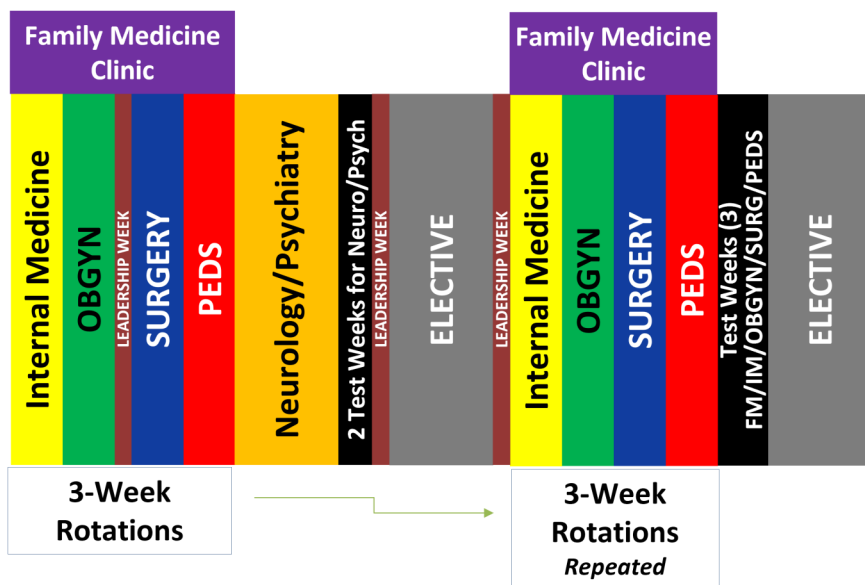 Family Medicine
Clinic
Family Medicine
Clinic
Internal Medicine
OBGYN
LEADERSHIP WEEK
SURGERY
PEDS
Neurology/Psychiatry
2 Test Weeks for Neuro/Psych
LEADERSHIP WEEK
ELECTIVE
LEADERSHIP WEEK
Internal Medicine
OBGYN
SURGERY
PEDS
Test Weeks (3)
FM/IM/OBGYN/SURG/PEDS
ELECTIVE
3-Week
Rotations
3-Week
Rotations
Repeated